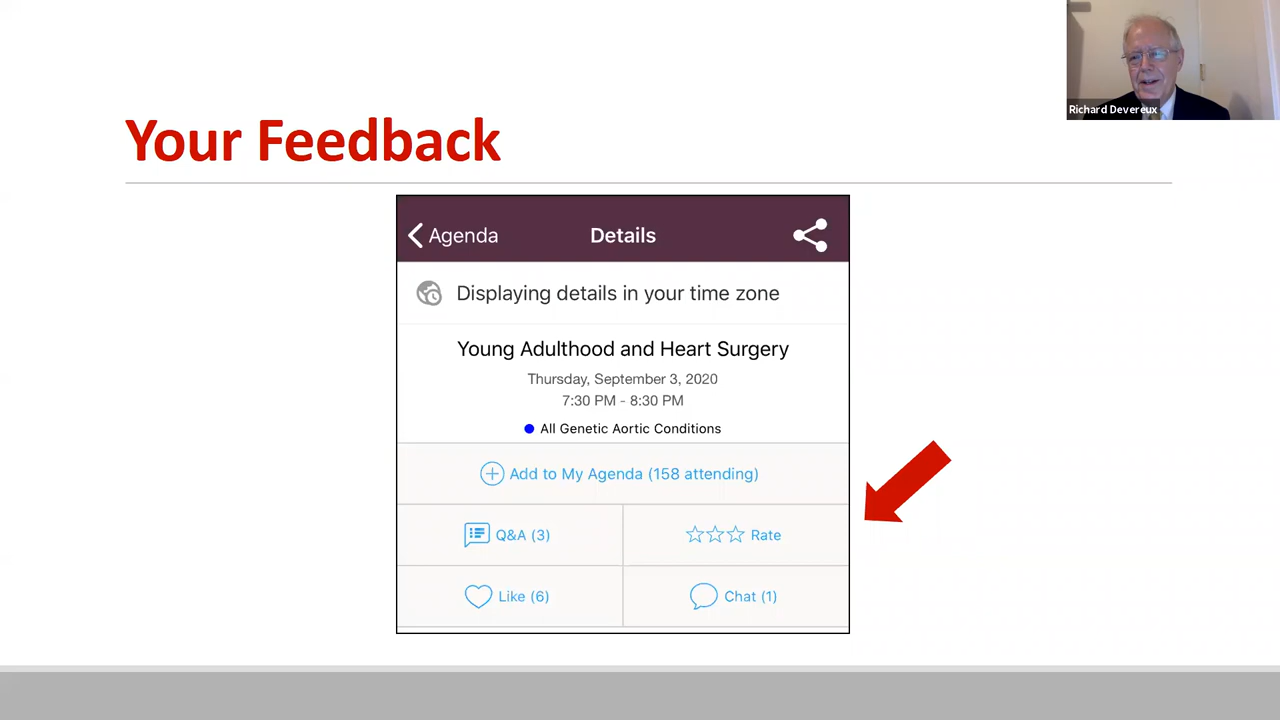 Richard Devereux
Your Feedback
Agenda
Details
Displaying details in your time zone
Young Adulthood and Heart Surgery
Thursday, September 3, 2020
7:30 PM - 8:30 PM
All Genetic Aortic Conditions
Add to My Agenda (158 attending)
Q&A (3)
Rate
Like (6)
Chat (1)